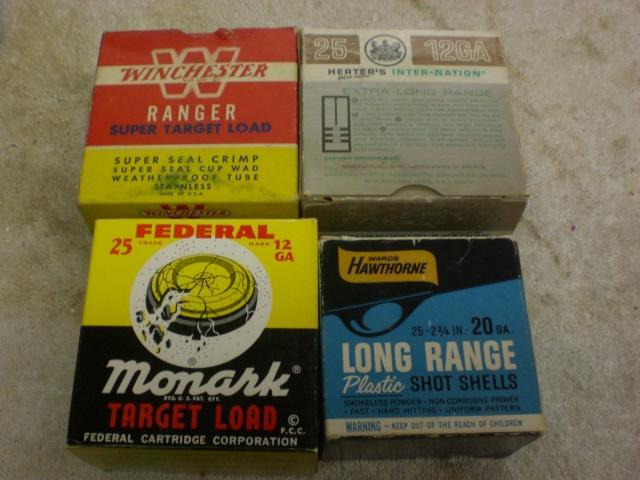 WINCHESTER
RANGER
SUPER TARGET LOAD
SUPER SEAL CRIMP
SUPER SEAL CUP WAD
WEATHERPROOF TUBE
STAINLESS
MADE IN U.S.A.
WINCHESTER
25 12GA
HERTER'S INTER-NATION®
EXTRA LONG RANGE
FEDERAL
25 TRADE MARK 12
GA
Monark®
REG. U.S. PAT. OFF.
TARGET LOAD ©
F.C.C.
FEDERAL CARTRIDGE CORPORATION
WARDS
HAWTHORNE
25-2¾ IN.-20 GA.
LONG RANGE
Plastic SHOT SHELLS
SMOKELESS POWDER · NON-CORROSIVE PRIMER
· FAST · HARD HITTING · UNIFORM PATTERN
WARNING - KEEP OUT OF THE REACH OF CHILDREN